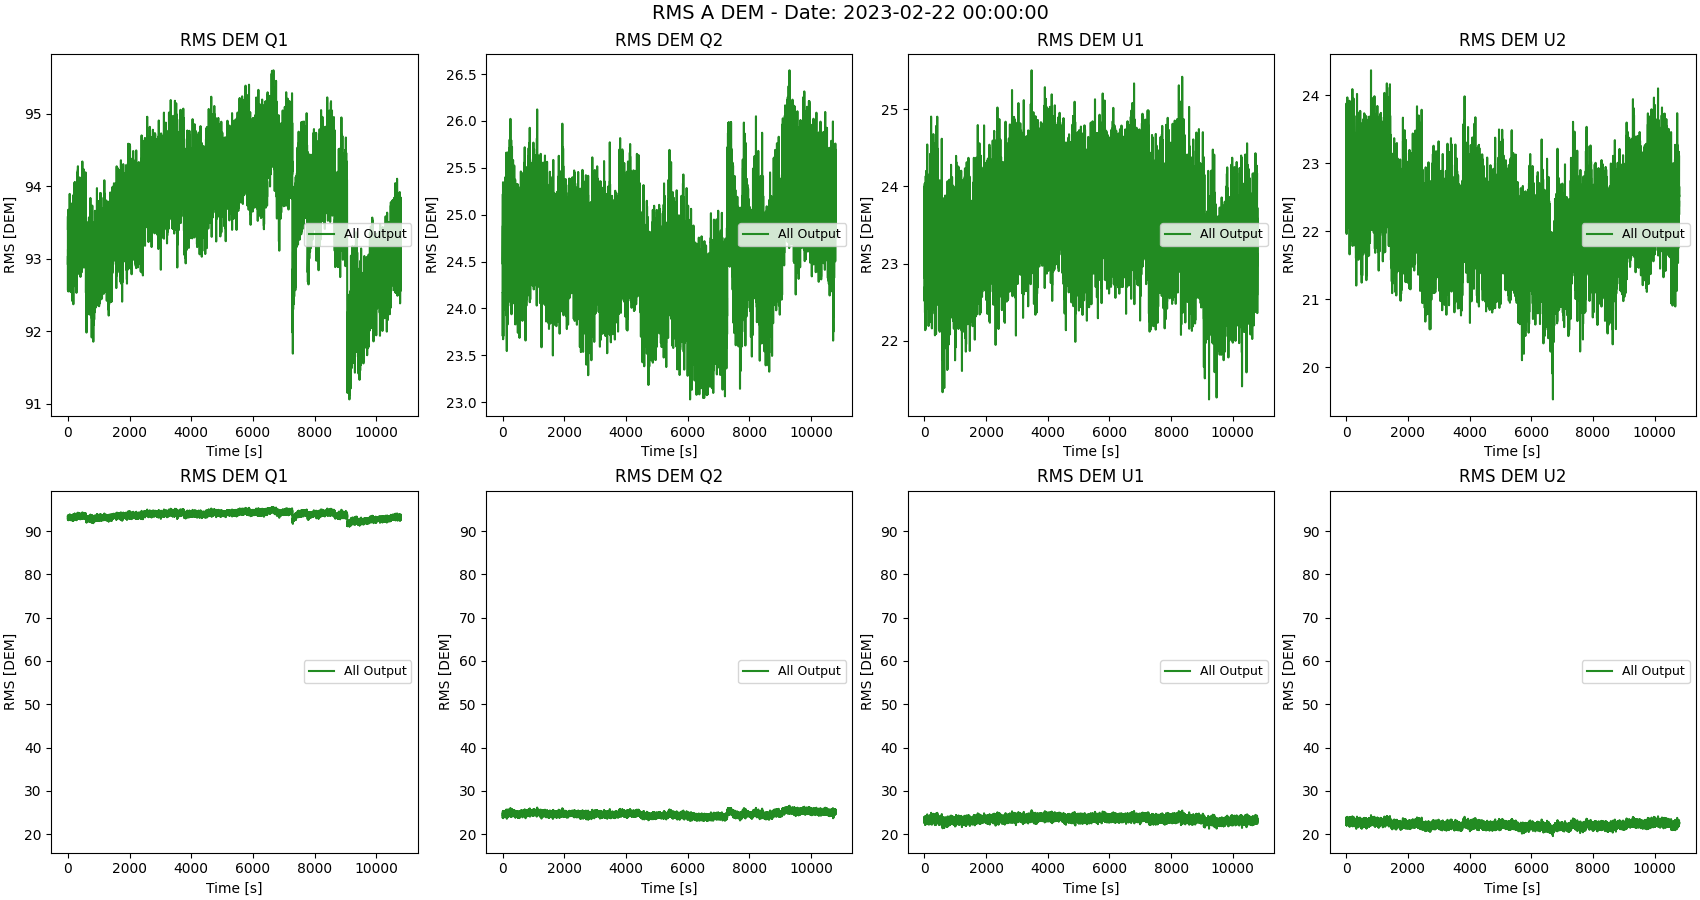 RMS A DEM - Date: 2023-02-22 00:00:00
RMS DEM Q1
RMS DEM Q2
RMS DEM U1
RMS DEM U2
RMS [DEM]
95
94
93
92
91
All Output
0 2000 4000 6000 8000 10000
Time [s]
RMS [DEM]
26.5
26.0
25.5
25.0
24.5
24.0
23.5
23.0
All Output
0 2000 4000 6000 8000 10000
Time [s]
RMS [DEM]
25
24
23
22
All Output
0 2000 4000 6000 8000 10000
Time [s]
RMS [DEM]
24
23
22
21
20
All Output
0 2000 4000 6000 8000 10000
Time [s]
RMS DEM Q1
RMS DEM Q2
RMS DEM U1
RMS DEM U2
RMS [DEM]
90
80
70
60
50
40
30
20
All Output
0 2000 4000 6000 8000 10000
Time [s]
RMS [DEM]
90
80
70
60
50
40
30
20
All Output
0 2000 4000 6000 8000 10000
Time [s]
RMS [DEM]
90
80
70
60
50
40
30
20
All Output
0 2000 4000 6000 8000 10000
Time [s]
RMS [DEM]
90
80
70
60
50
40
30
20
All Output
0 2000 4000 6000 8000 10000
Time [s]